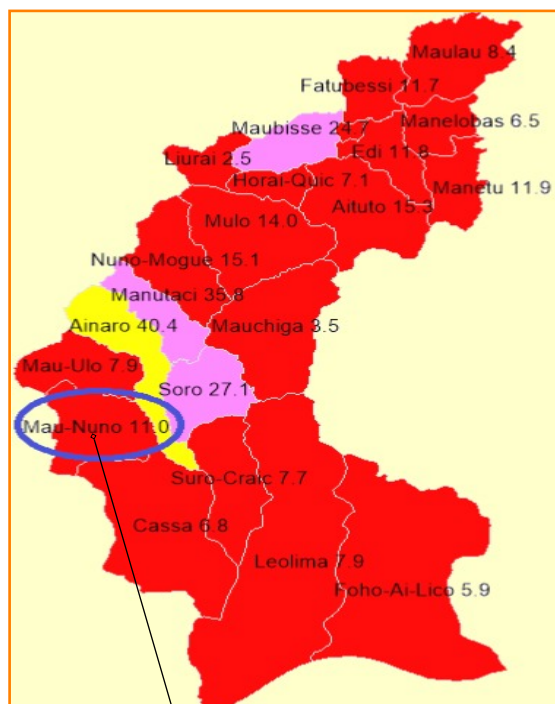 Maulau 8.4
Fatubessi 11.7
Maubisse 24.7
Manelobas 6.5
Edi 11.8
Liurai 2.5
Horai-Quic 7.1
Manetu 11.9
Aituto 15.3
Mulo 14.0
Nuno-Mogue 15.1
Manutaci 35.8
Ainaro 40.4
Mauchiga 3.5
Mau-Ulo 7.9
Soro 27.1
Mau-Nuno 11.0
Suro-Craic 7.7
Cassa 6.8
Leolima 7.9
Foho-Ai-Lico 5.9